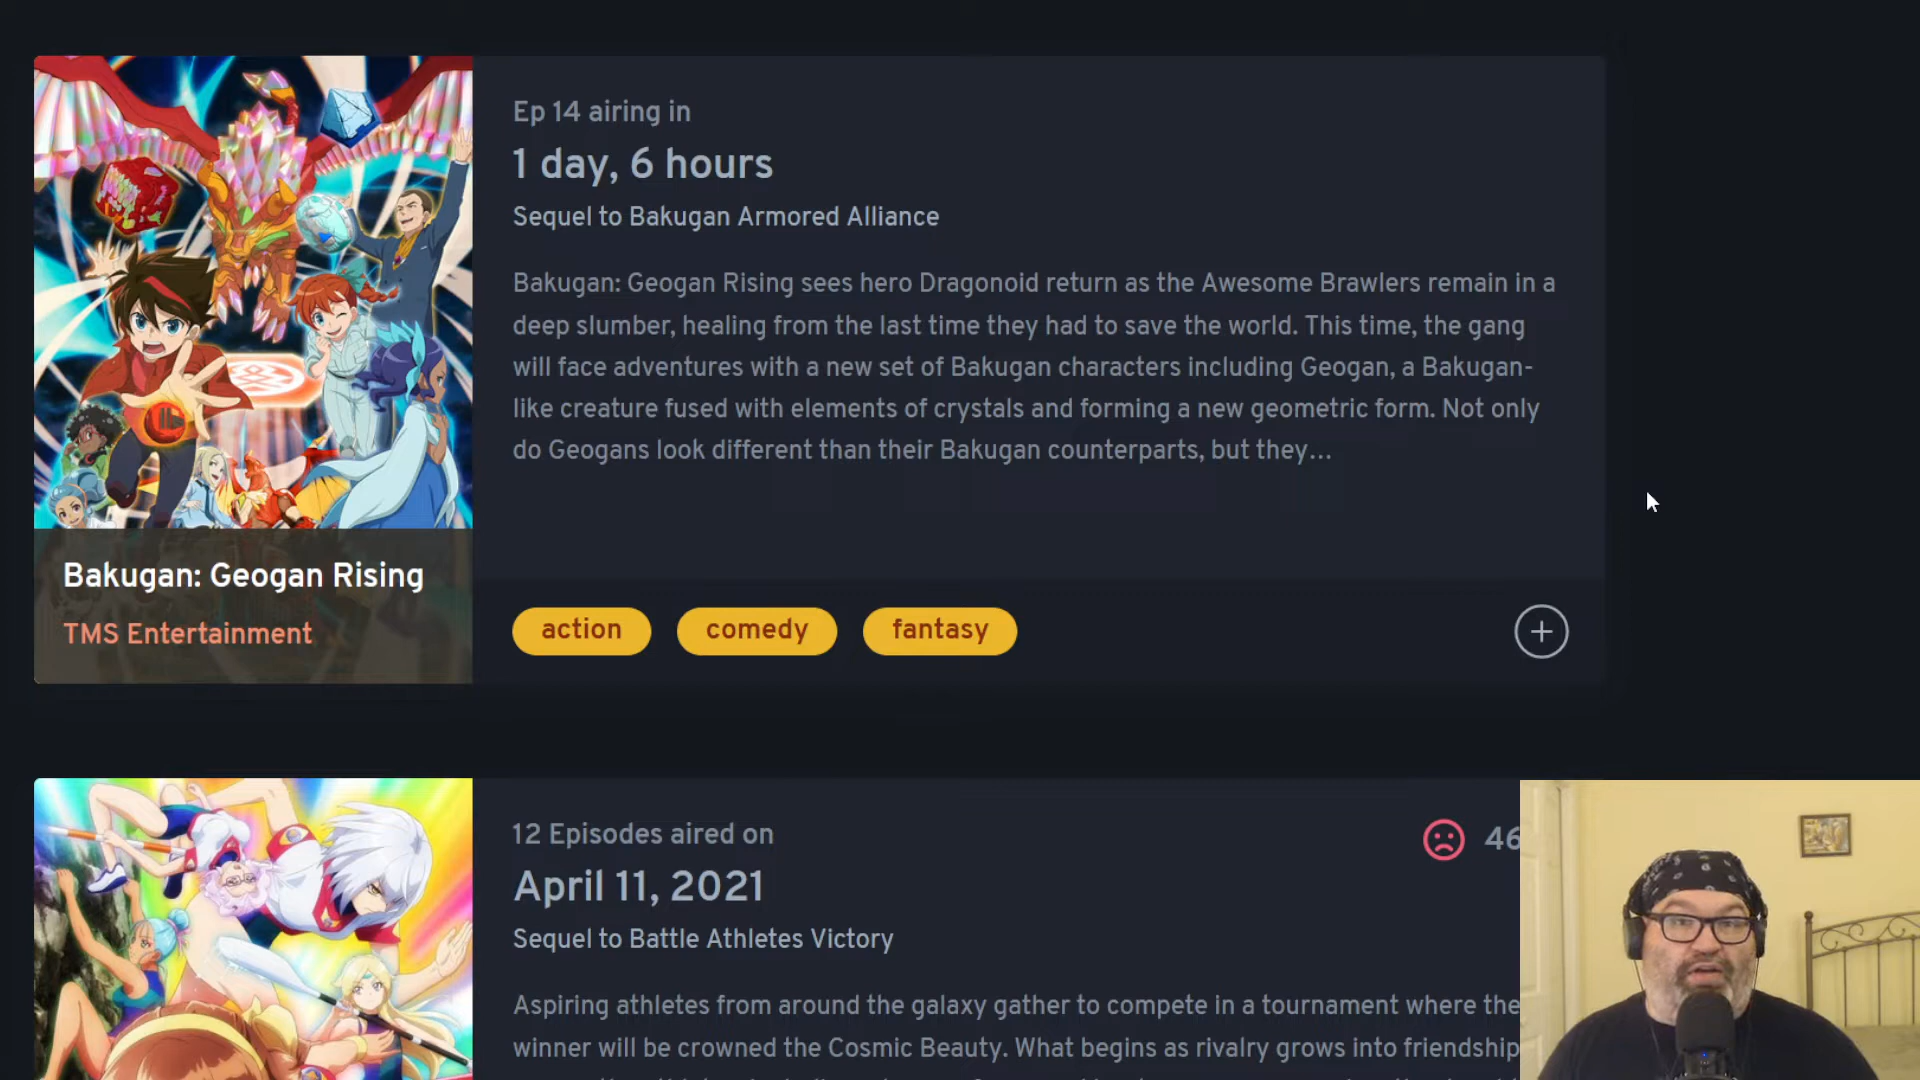 Ep 14 airing in
1 day, 6 hours
Sequel to Bakugan Armored Alliance
Bakugan: Geogan Rising sees hero Dragonoid return as the Awesome Brawlers remain in a
deep slumber, healing from the last time they had to save the world. This time, the gang
will face adventures with a new set of Bakugan characters including Geogan, a Bakugan-
like creature fused with elements of crystals and forming a new geometric form. Not only
do Geogans look different than their Bakugan counterparts, but they...
Bakugan: Geogan Rising
TMS Entertainment
action comedy fantasy
12 Episodes aired on
46
April 11, 2021
Sequel to Battle Athletes Victory
Aspiring athletes from around the galaxy gather to compete in a tournament where the
winner will be crowned the Cosmic Beauty. What begins as rivalry grows into friendship